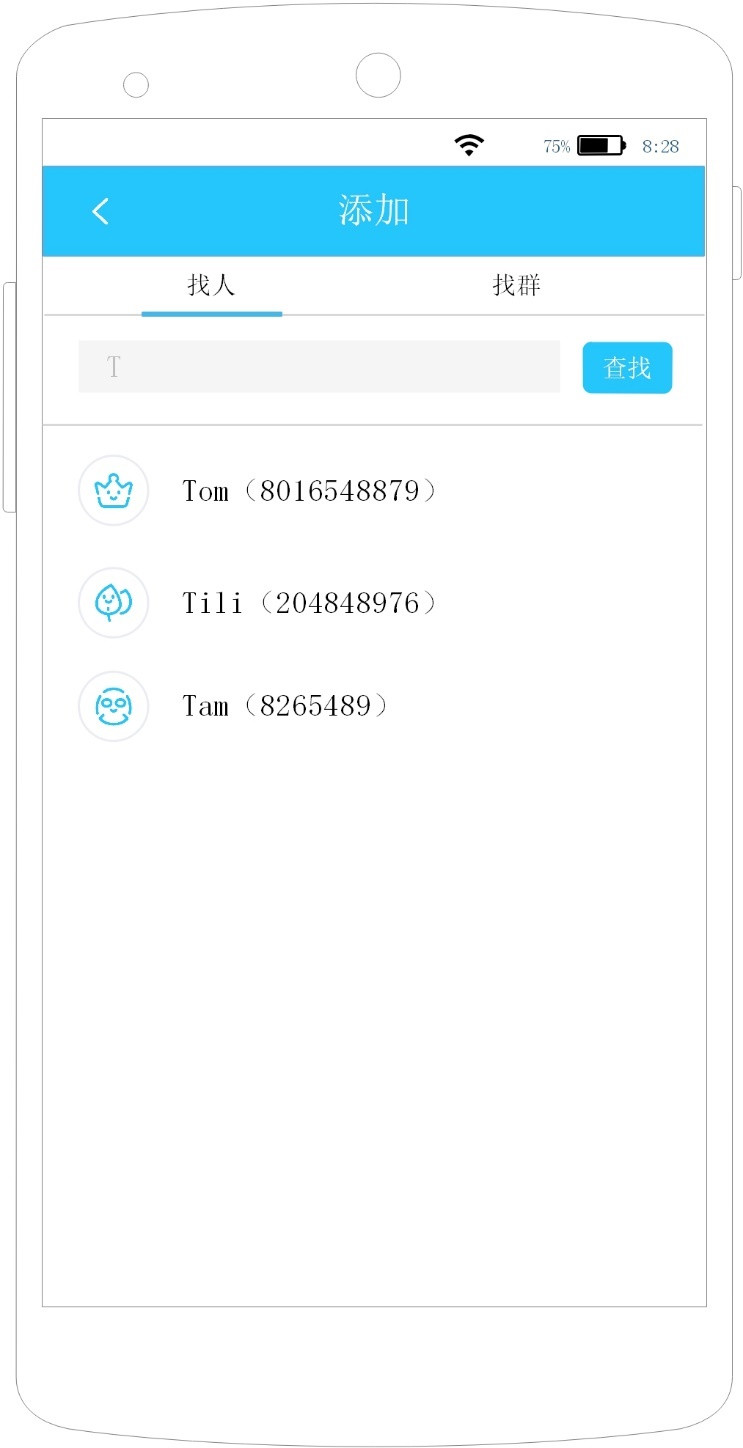 75% 8:28
添加
找人 找群
T 查找
Tom（8016548879）
Tili（204848976）
Tam（8265489）